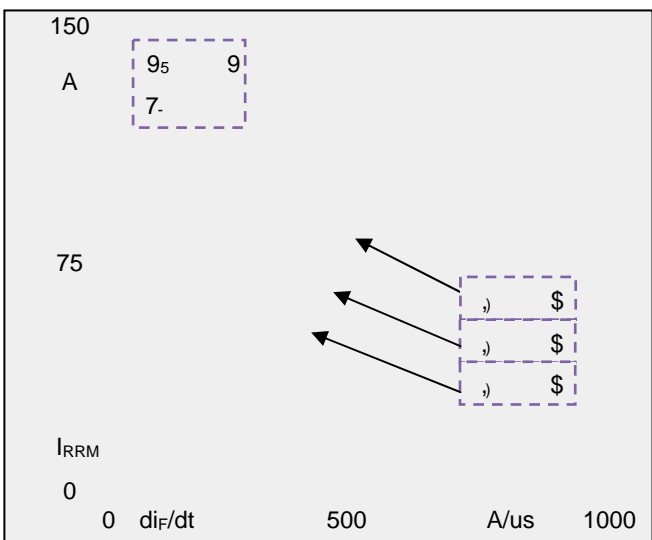 150
A
9₅ 9
7-
75
,) $
,) $
,) $
IRRM
0
0 diF/dt 500 A/us 1000